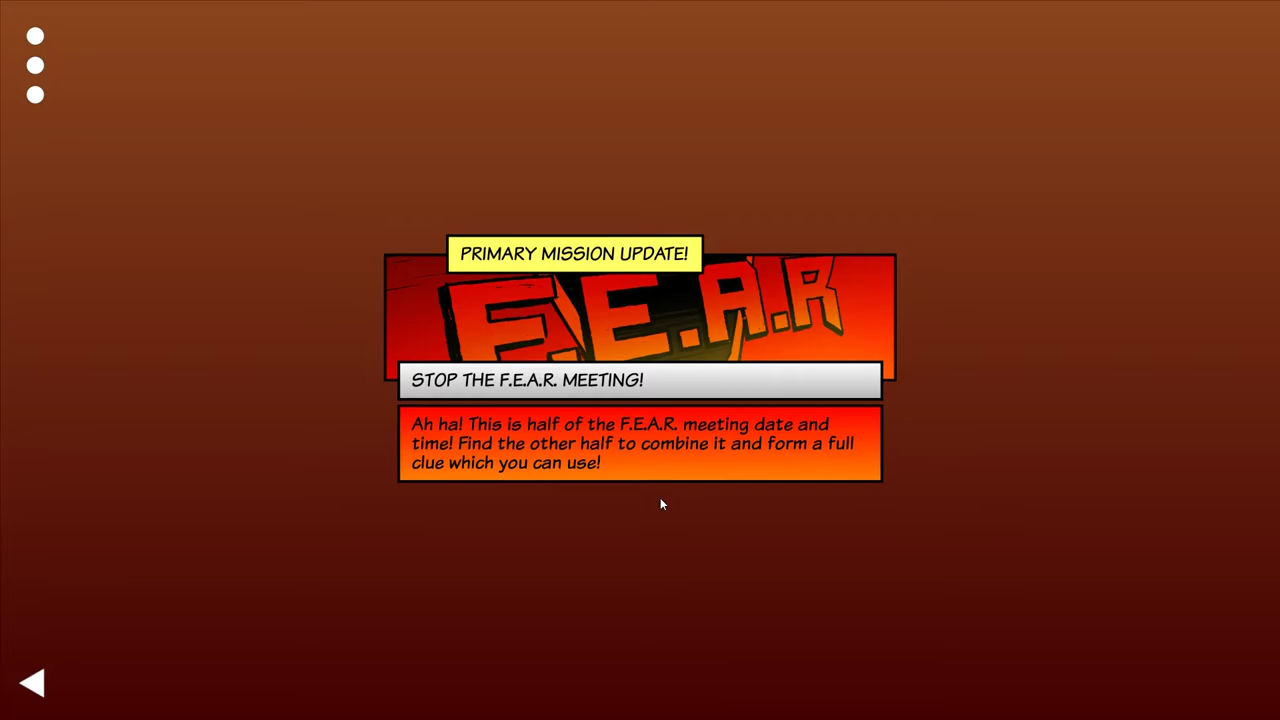 PRIMARY MISSION UPDATE!
F.E.A.R
STOP THE F.E.A.R. MEETING!
Ah ha! This is half of the F.E.A.R. meeting date and
time! Find the other half to combine it and form a full
clue which you can use!